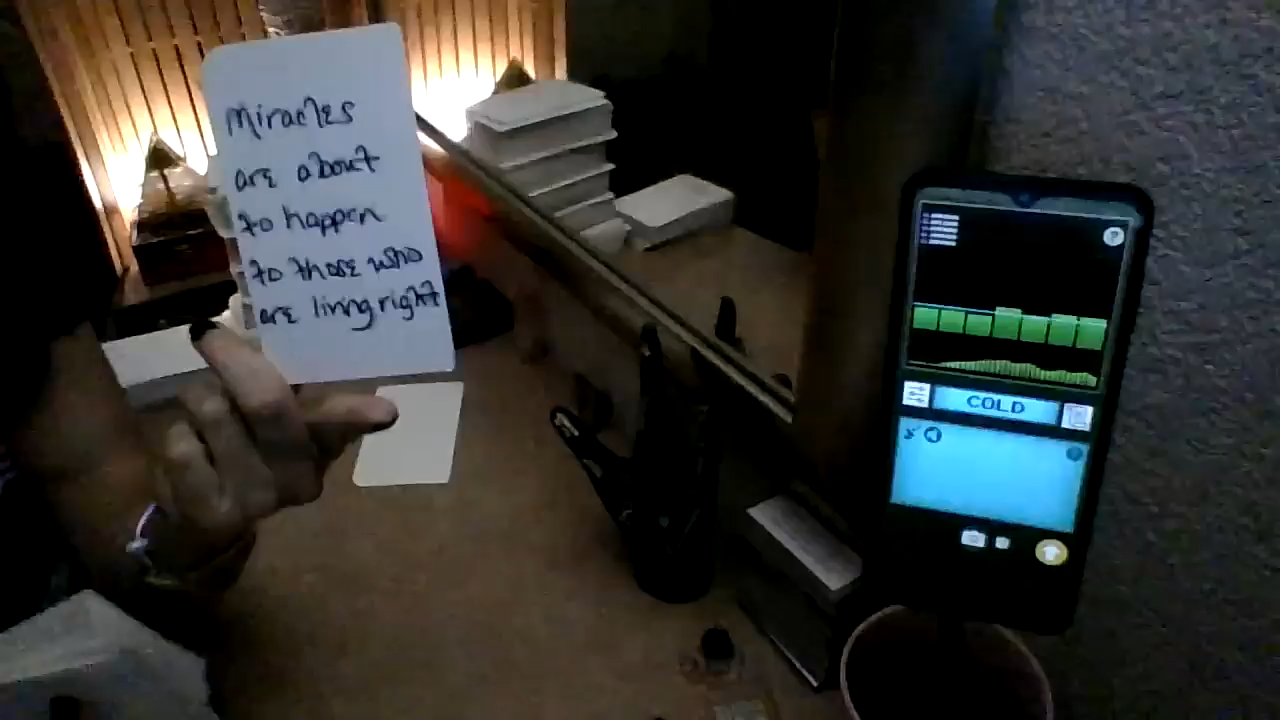 Miracles
are about
to happen
to those who
are living right
?
COLD